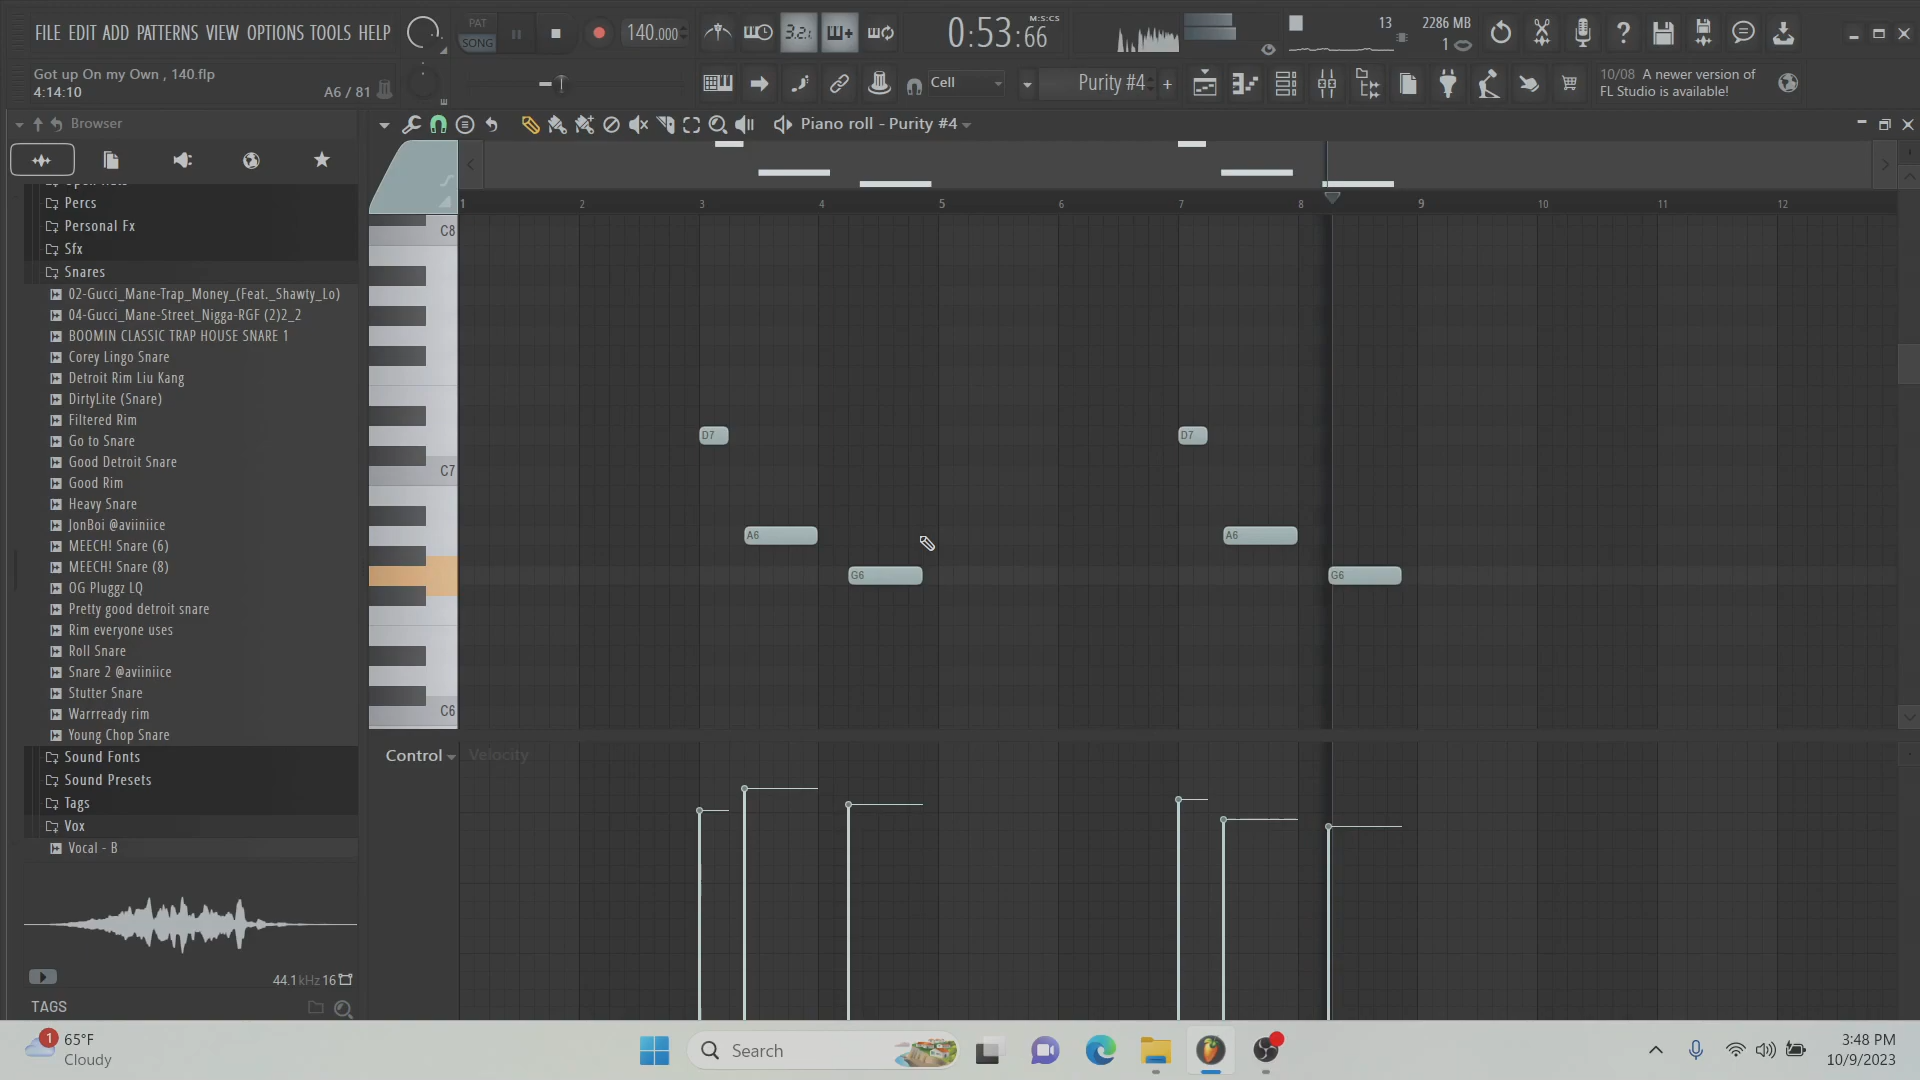 FILE EDIT ADD PATTERNS VIEW OPTIONS TOOLS HELP
PAT
SONG
140.000
3.2.1
0:53:66
M:S:CS
13
2286 MB
1
Got up On my Own , 140.flp
4:14:10
A6 / 81
Cell
Purity #4
10/08 A newer version of
FL Studio is available!
Browser
Piano roll - Purity #4
Percs
Personal Fx
Sfx
Snares
02-Gucci_Mane-Trap_Money_(Feat._Shawty_Lo)
04-Gucci_Mane-Street_Nigga-RGF (2)2_2
BOOMIN CLASSIC TRAP HOUSE SNARE 1
Corey Lingo Snare
Detroit Rim Liu Kang
DirtyLite (Snare)
Filtered Rim
Go to Snare
Good Detroit Snare
Good Rim
Heavy Snare
JonBoi @aviiniice
MEECH! Snare (6)
MEECH! Snare (8)
OG Pluggz LQ
Pretty good detroit snare
Rim everyone uses
Roll Snare
Snare 2 @aviiniice
Stutter Snare
Warrready rim
Young Chop Snare
Sound Fonts
Sound Presets
Tags
Vox
Vocal - B
44.1kHz 16
TAGS
1 2 3 4 5 6 7 8 9 10 11 12
C8
D7 D7
C7
A6 A6
G6 G6
C6
Control Velocity
1
65°F
Cloudy
Search
3:48 PM
10/9/2023